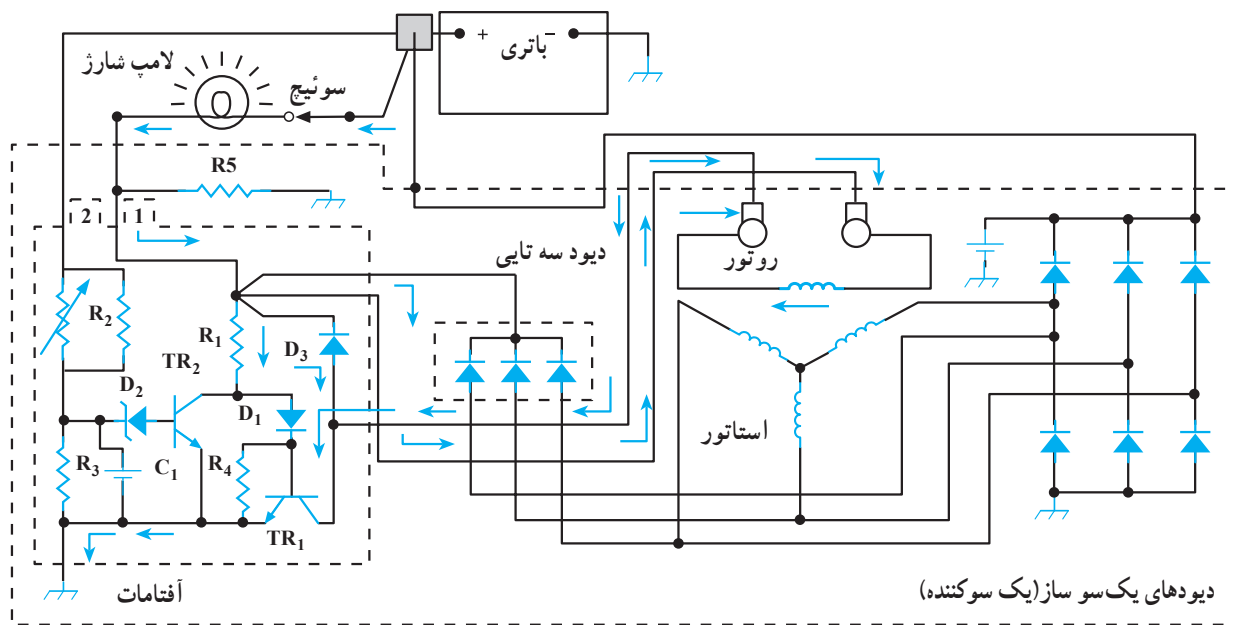 لامپ شارژ
سوئیچ
+ باتری −
R5
2
1
دیود سه تایی
روتور
R2
R1
TR2
D3
D2
D1
R3
C1
R4
استاتور
TR1
آفتامات
دیودهای یک‌سو ساز(یک سوکننده)